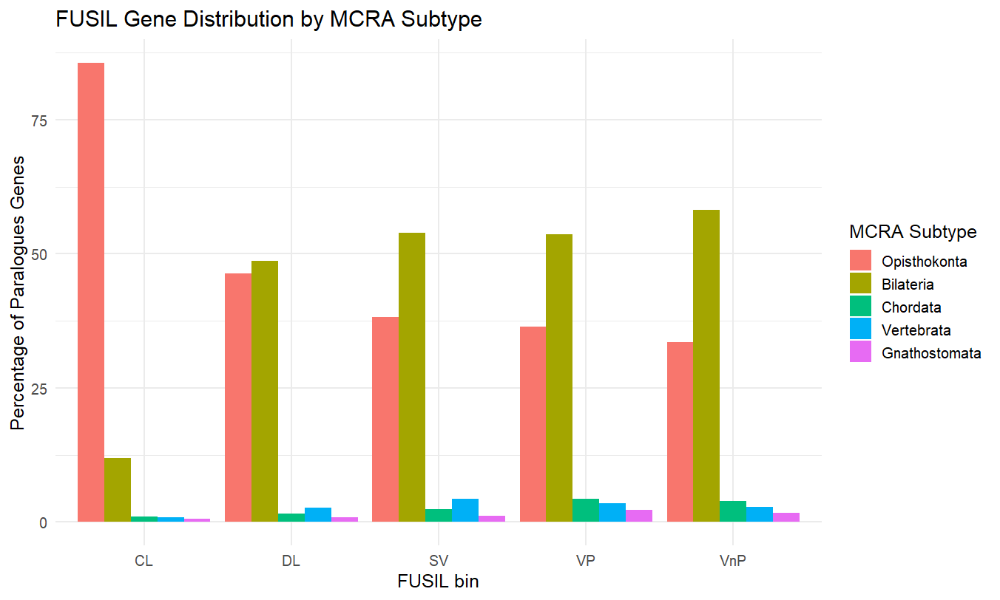 FUSIL Gene Distribution by MCRA Subtype
Percentage of Paralogues Genes
75
50
25
0
CL DL SV VP VnP
FUSIL bin
MCRA Subtype
Opisthokonta
Bilateria
Chordata
Vertebrata
Gnathostomata